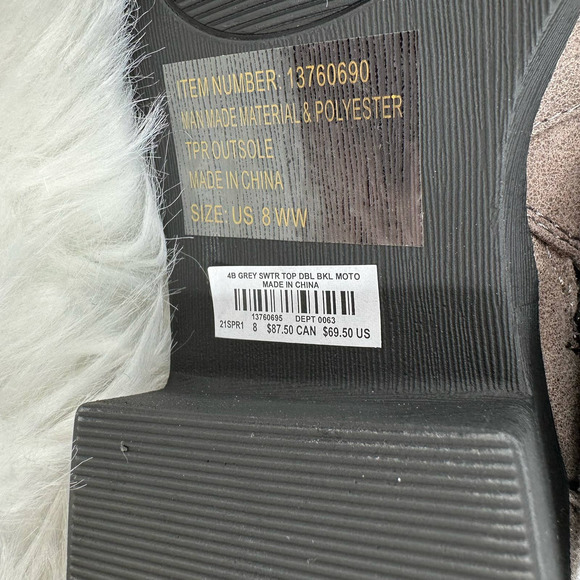 ITEM NUMBER: 13760690
MAN MADE MATERIAL & POLYESTER
TPR OUTSOLE
MADE IN CHINA
SIZE: US 8 WW
4B GREY SWTR TOP DBL BKL MOTO
MADE IN CHINA
13760695 DEPT 0063
21SPR1 8 $87.50 CAN $69.50 US